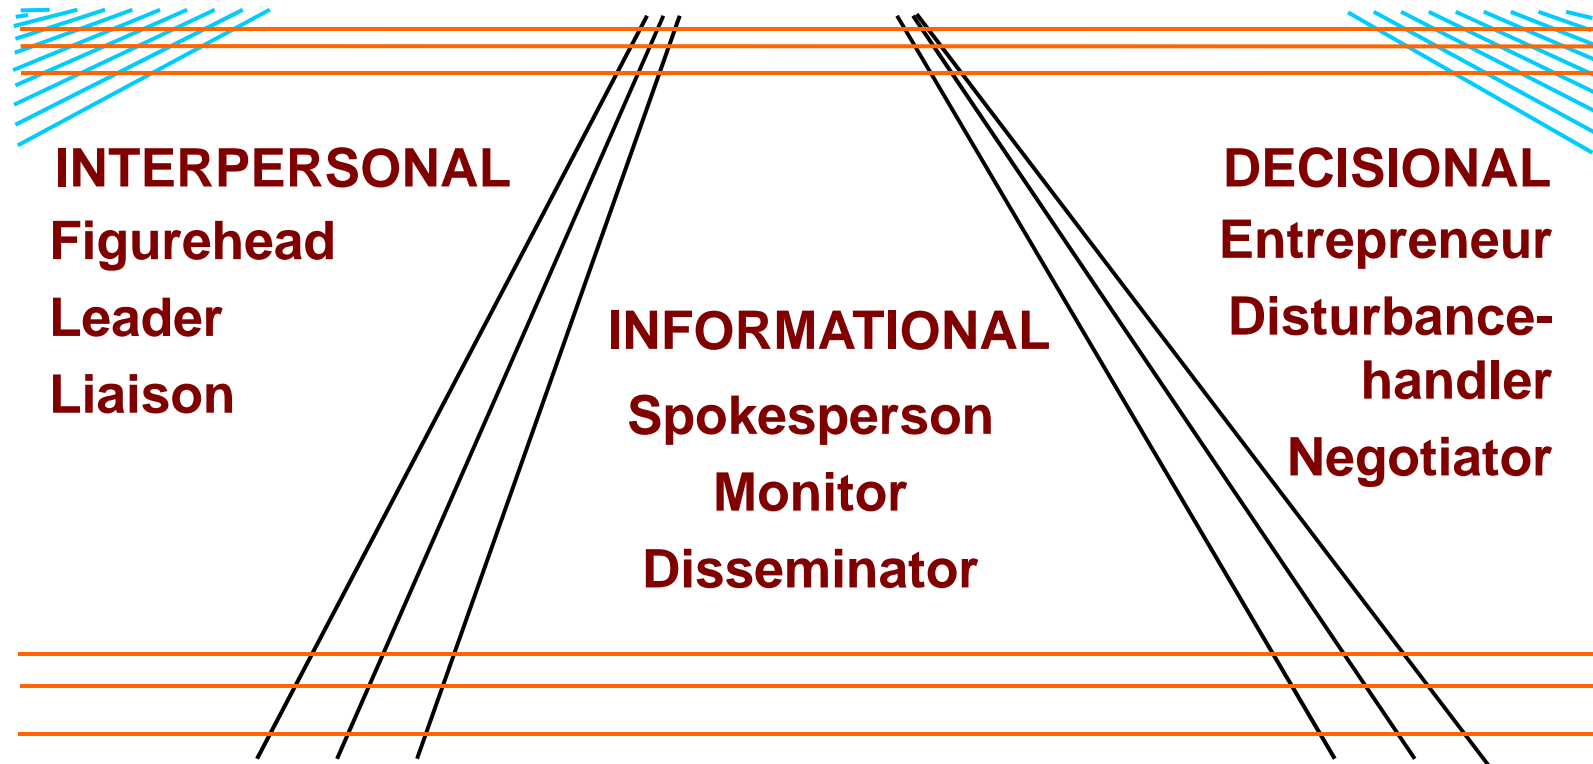 INTERPERSONAL
Figurehead
Leader
Liaison
INFORMATIONAL
Spokesperson
Monitor
Disseminator
DECISIONAL
Entrepreneur
Disturbance-
handler
Negotiator